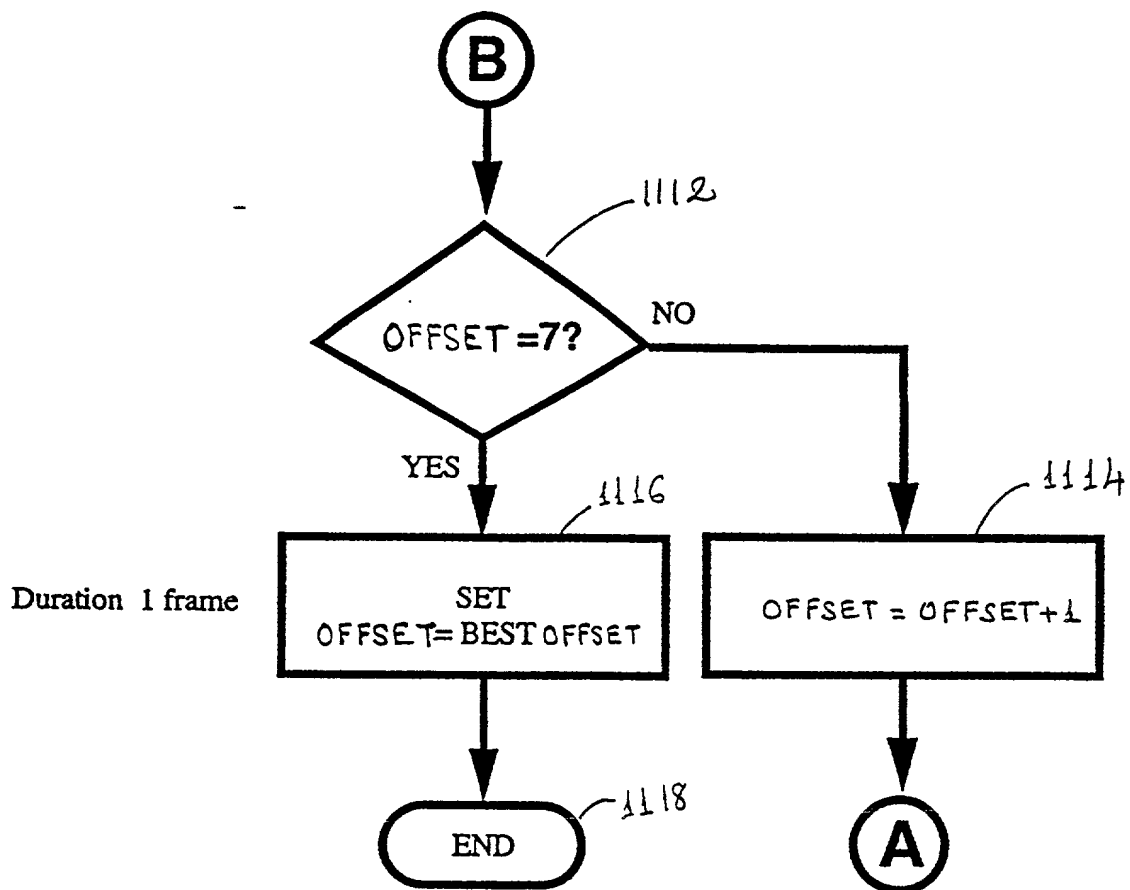 B
1112
OFFSET =7?
NO
YES
1116
1114
Duration 1 frame
SET
OFFSET= BEST OFFSET
OFFSET = OFFSET+1
1118
END
A